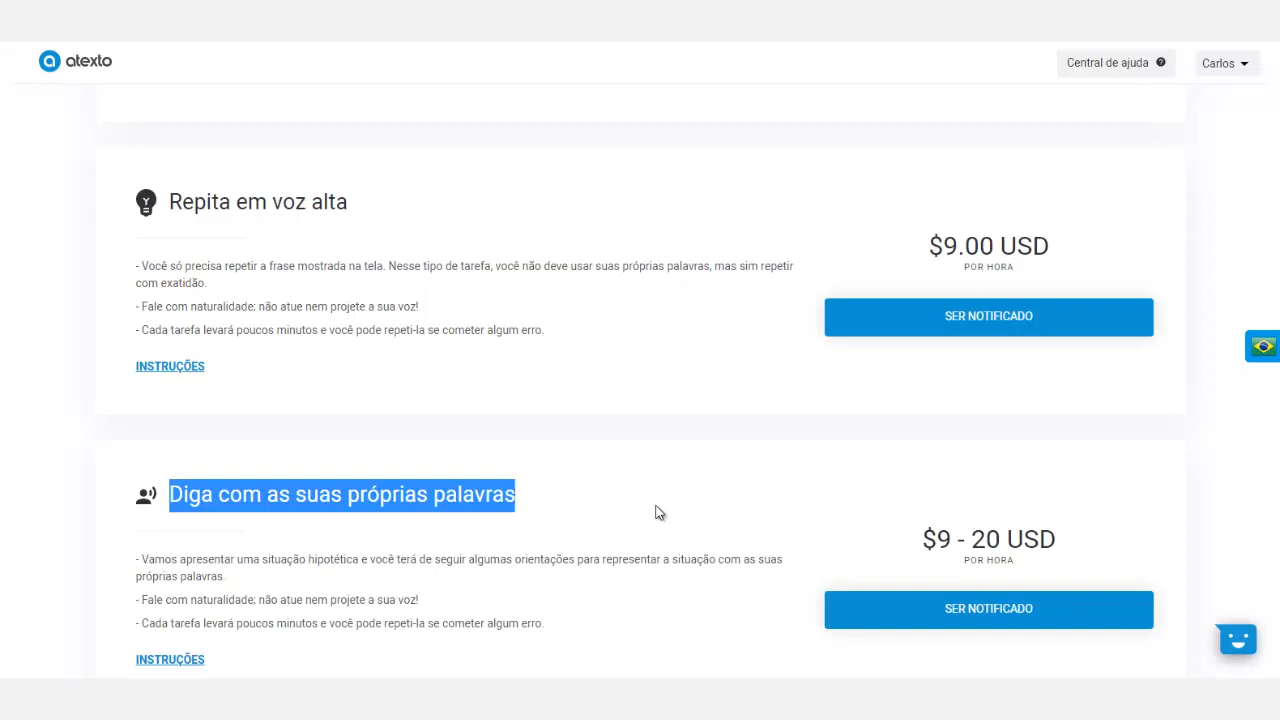 atexto
Central de ajuda
Carlos
Repita em voz alta
- Você só precisa repetir a frase mostrada na tela. Nesse tipo de tarefa, você não deve usar suas próprias palavras, mas sim repetir
com exatidão.
- Fale com naturalidade; não atue nem projete a sua voz!
- Cada tarefa levará poucos minutos e você pode repeti-la se cometer algum erro.
INSTRUÇÕES
$9.00 USD
POR HORA
SER NOTIFICADO
Diga com as suas próprias palavras
- Vamos apresentar uma situação hipotética e você terá de seguir algumas orientações para representar a situação com as suas
próprias palavras.
- Fale com naturalidade; não atue nem projete a sua voz!
- Cada tarefa levará poucos minutos e você pode repeti-la se cometer algum erro.
INSTRUÇÕES
$9 - 20 USD
POR HORA
SER NOTIFICADO